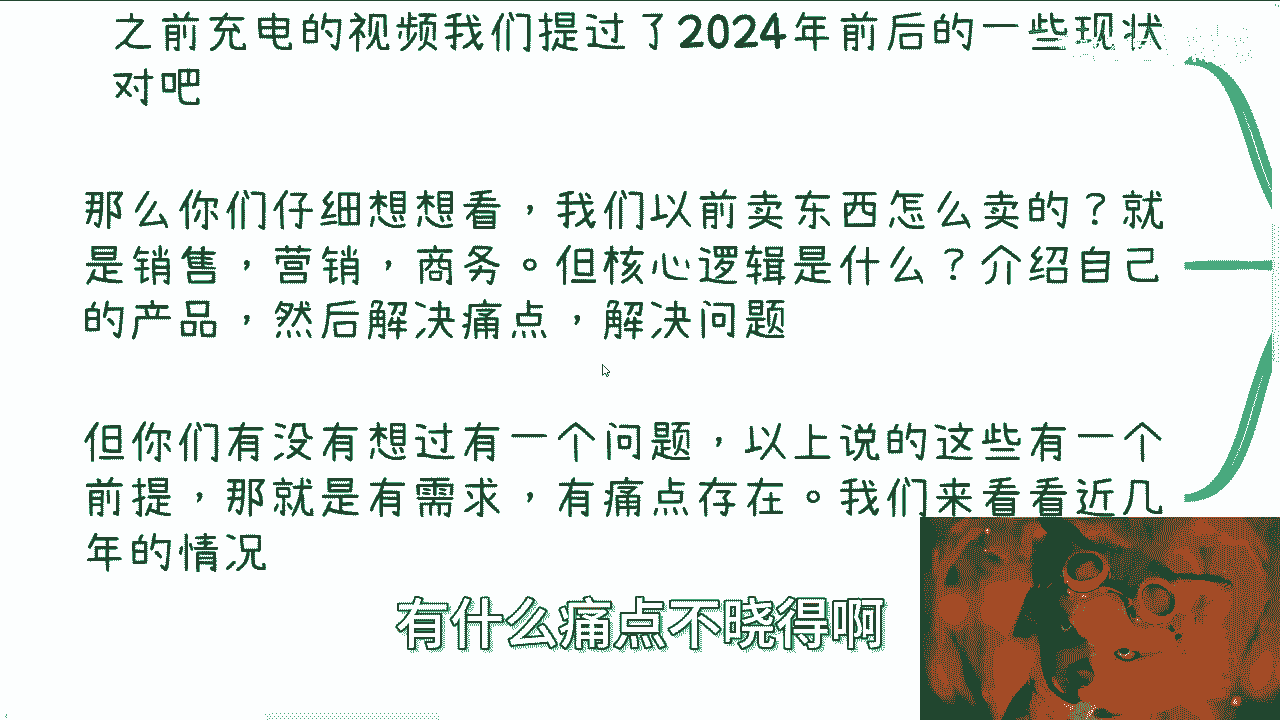 之前充电的视频我们提过了2024年前后的一些现状
对吧
那么你们仔细想想看，我们以前卖东西怎么卖的？就
是销售，营销，商务。但核心逻辑是什么？介绍自己
的产品，然后解决痛点，解决问题
但你们有没有想过有一个问题，以上说的这些有一个
前提，那就是有需求，有痛点存在。我们来看看近几
年的情况
有什么痛点不晓得啊